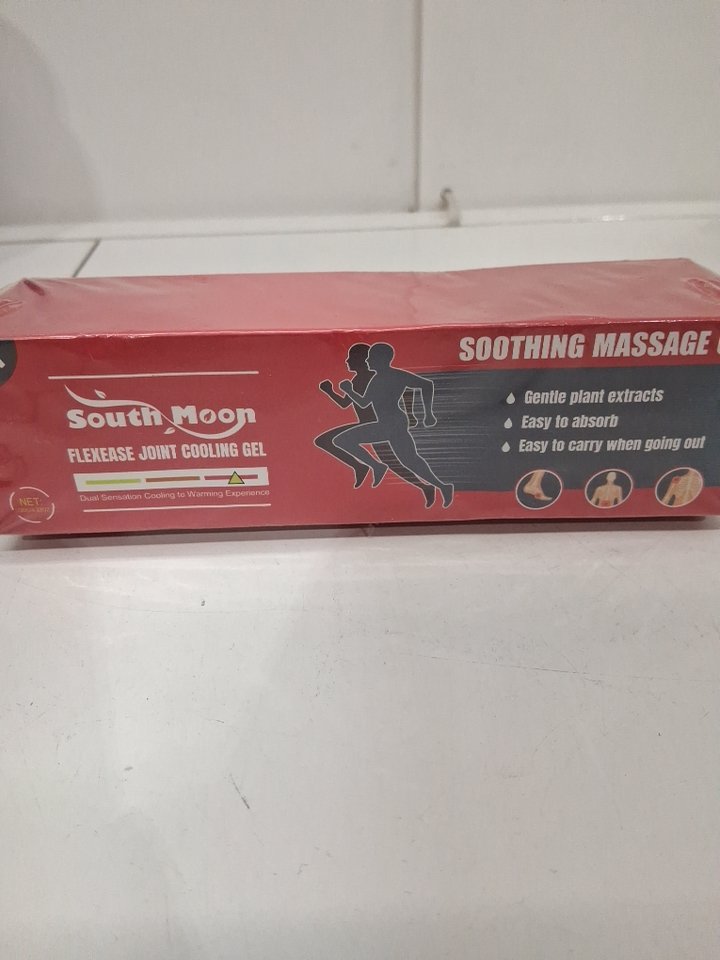 South Moon
FLEXEASE JOINT COOLING GEL
Dual Sensation Cooling to Warming Experience
NET:
SOOTHING MASSAGE
Gentle plant extracts
Easy to absorb
Easy to carry when going out